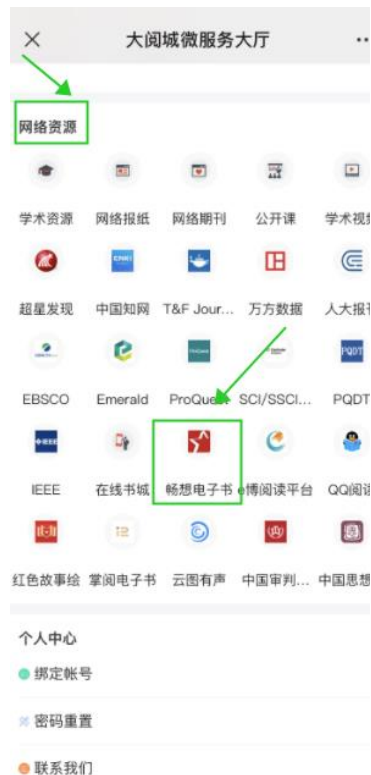 大阅城微服务大厅
网络资源
学术资源 网络报纸 网络期刊 公开课 学术视频
超星发现 中国知网 T&F Jour... 万方数据 人大报刊
EBSCO Emerald ProQuest SCI/SSCI... PQDT
IEEE 在线书城 畅想电子书 e博阅读平台 QQ阅读
红色故事绘 掌阅电子书 云图有声 中国审判... 中国思想
个人中心
绑定帐号
密码重置
联系我们